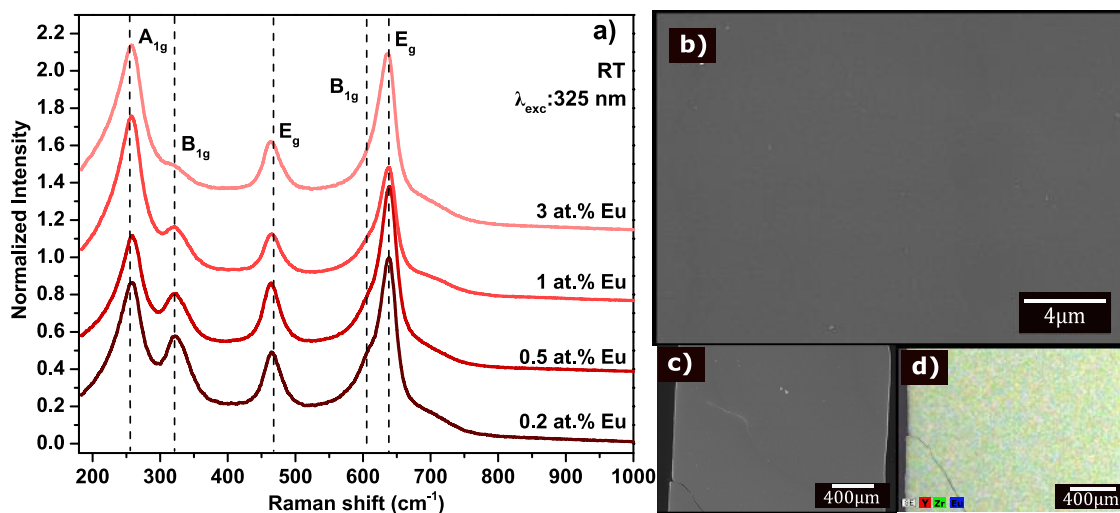 a)
A1g
B1g
Eg
B1g
Eg
RT
λexc:325 nm
3 at.% Eu
1 at.% Eu
0.5 at.% Eu
0.2 at.% Eu
Normalized Intensity
2.2
2.0
1.8
1.6
1.4
1.2
1.0
0.8
0.6
0.4
0.2
0.0
200 300 400 500 600 700 800 900 1000
Raman shift (cm-1)
b)
4μm
c)
400μm
d)
SE Y Zr Eu
400μm